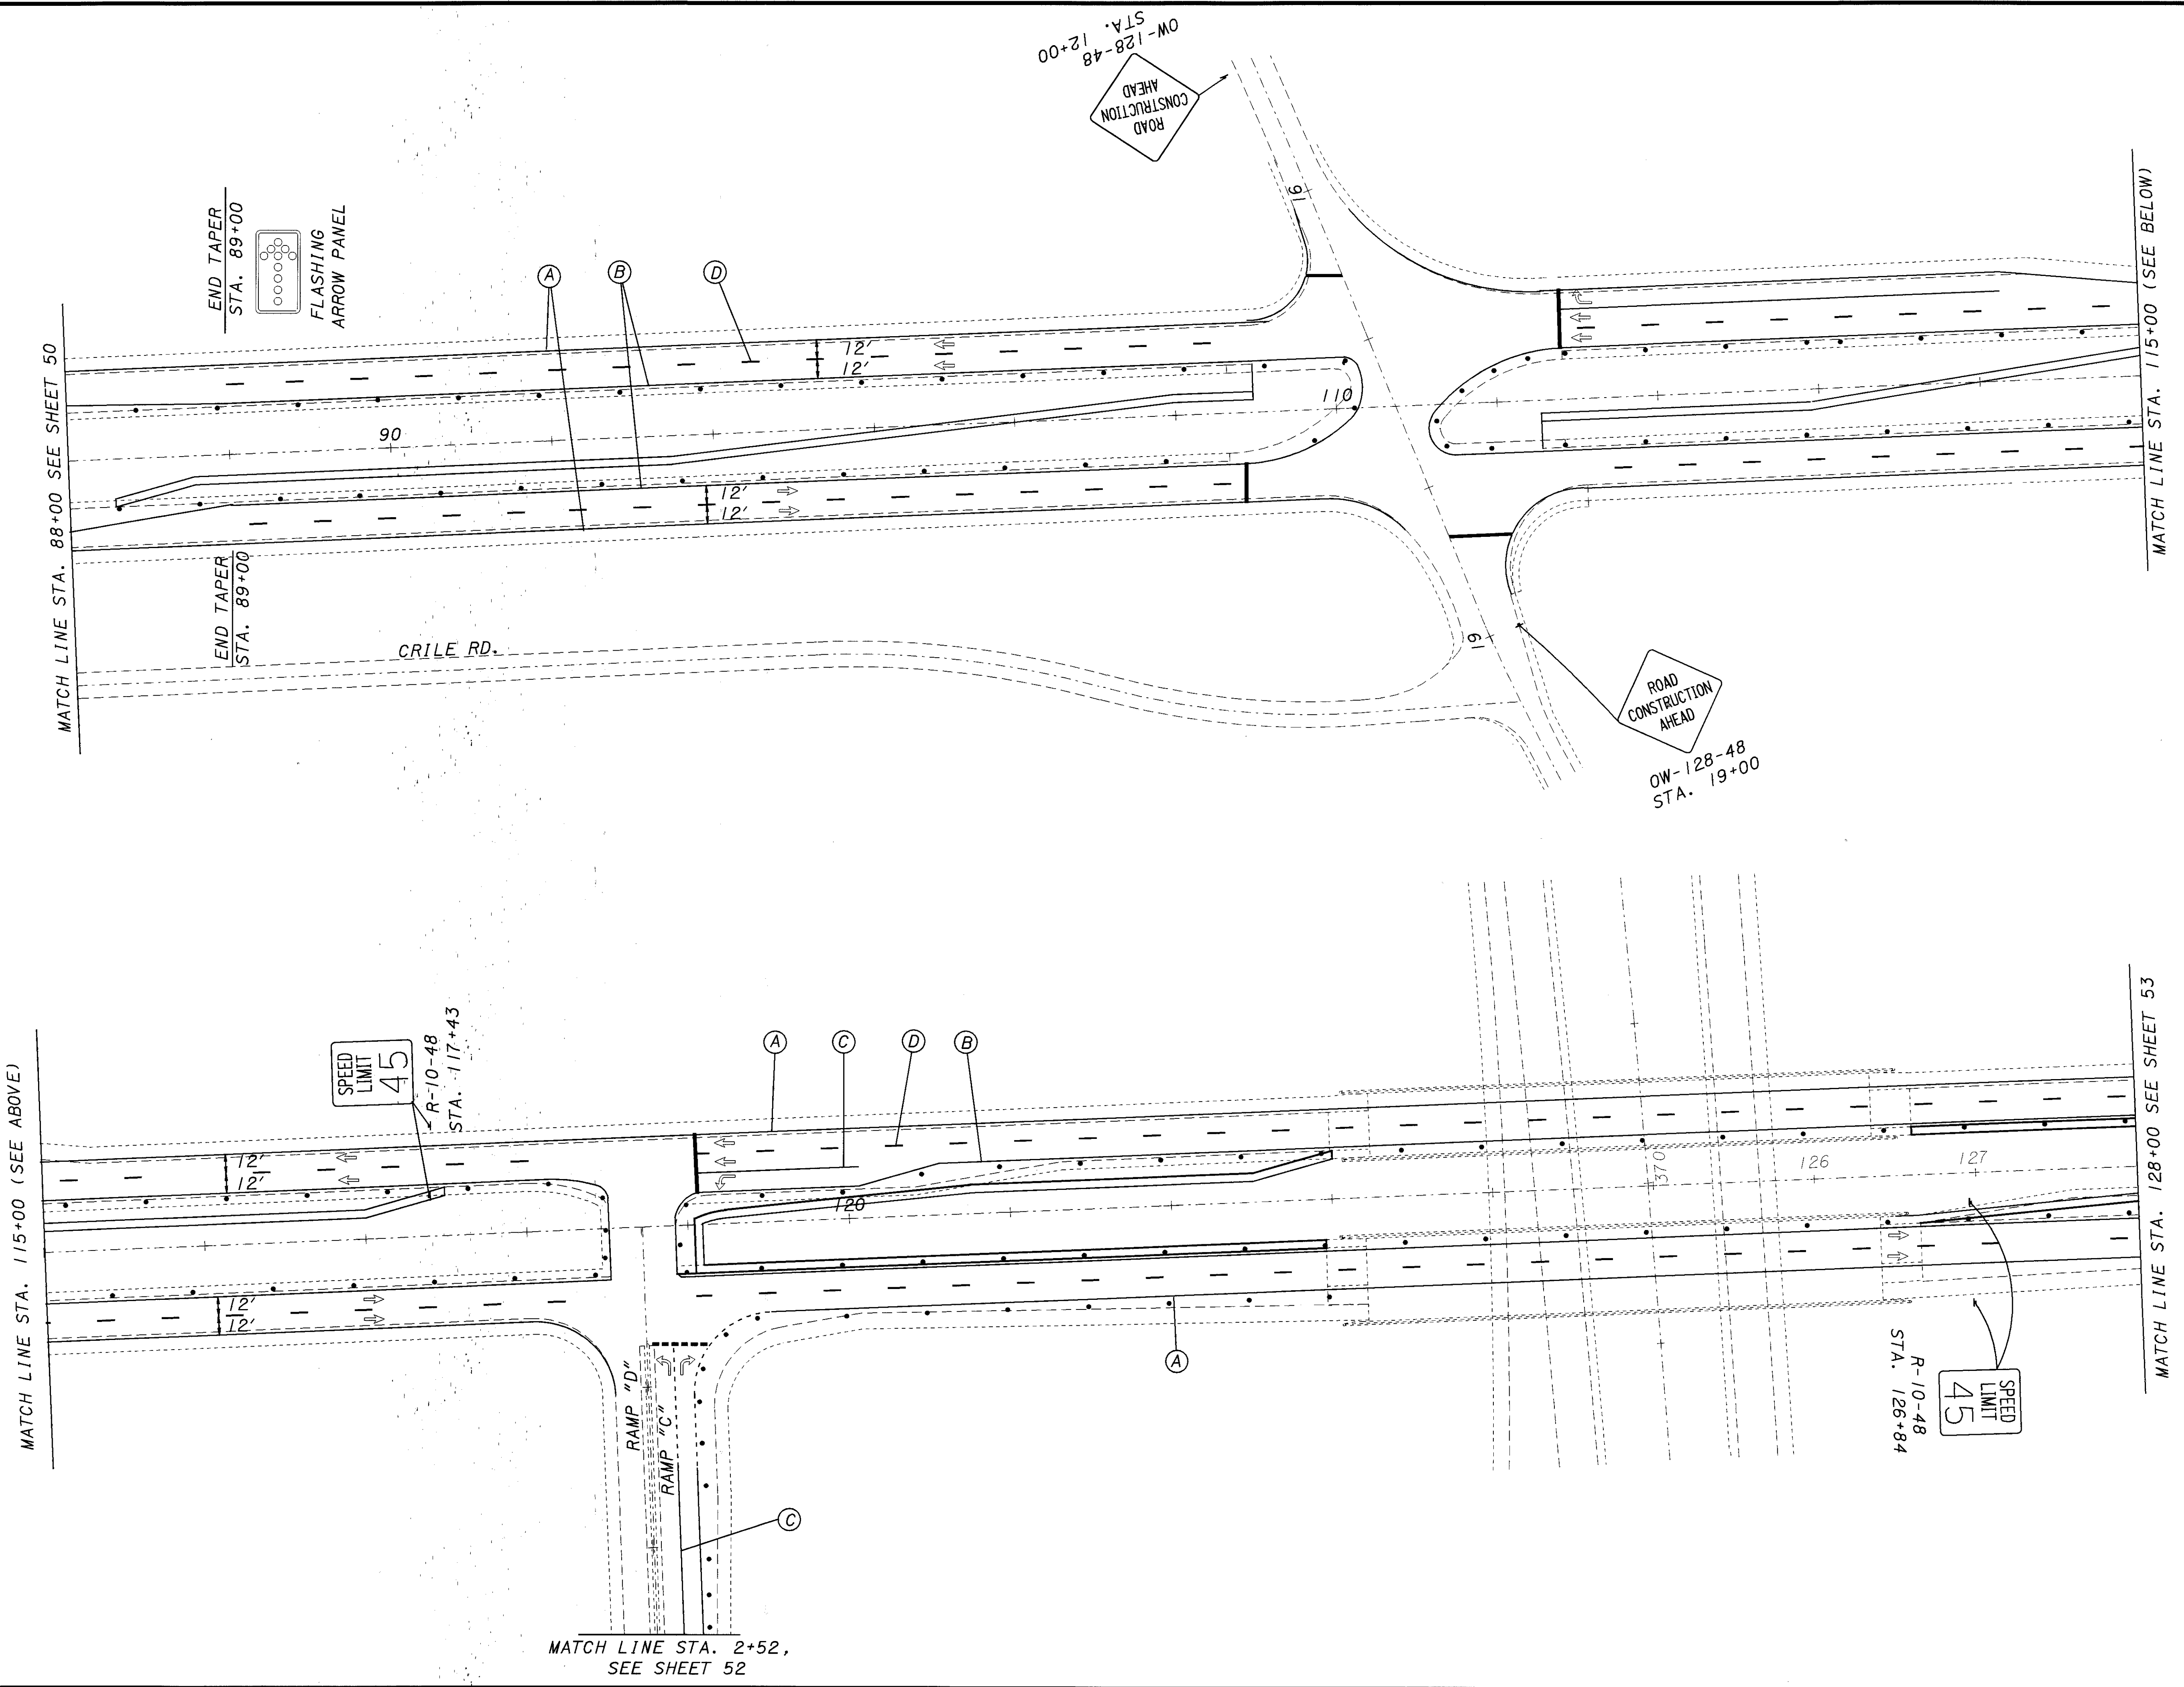 OW-128-48
STA. 12+00
ROAD
CONSTRUCTION
AHEAD
MATCH LINE STA. 88+00 SEE SHEET 50
END TAPER
STA. 89+00
FLASHING
ARROW PANEL
A
B
D
12'
12'
16
110
90
12'
12'
END TAPER
STA. 89+00
CRILE RD.
19
ROAD
CONSTRUCTION
AHEAD
OW-128-48
STA. 19+00
MATCH LINE STA. 115+00 (SEE BELOW)
MATCH LINE STA. 115+00 (SEE ABOVE)
SPEED
LIMIT
45
R-10-48
STA. 117+43
A
C
D
B
12'
12'
120
370
126
127
12'
12'
RAMP "D"
RAMP "C"
A
C
SPEED
LIMIT
45
R-10-48
STA. 126+84
MATCH LINE STA. 128+00 SEE SHEET 53
MATCH LINE STA. 2+52,
SEE SHEET 52